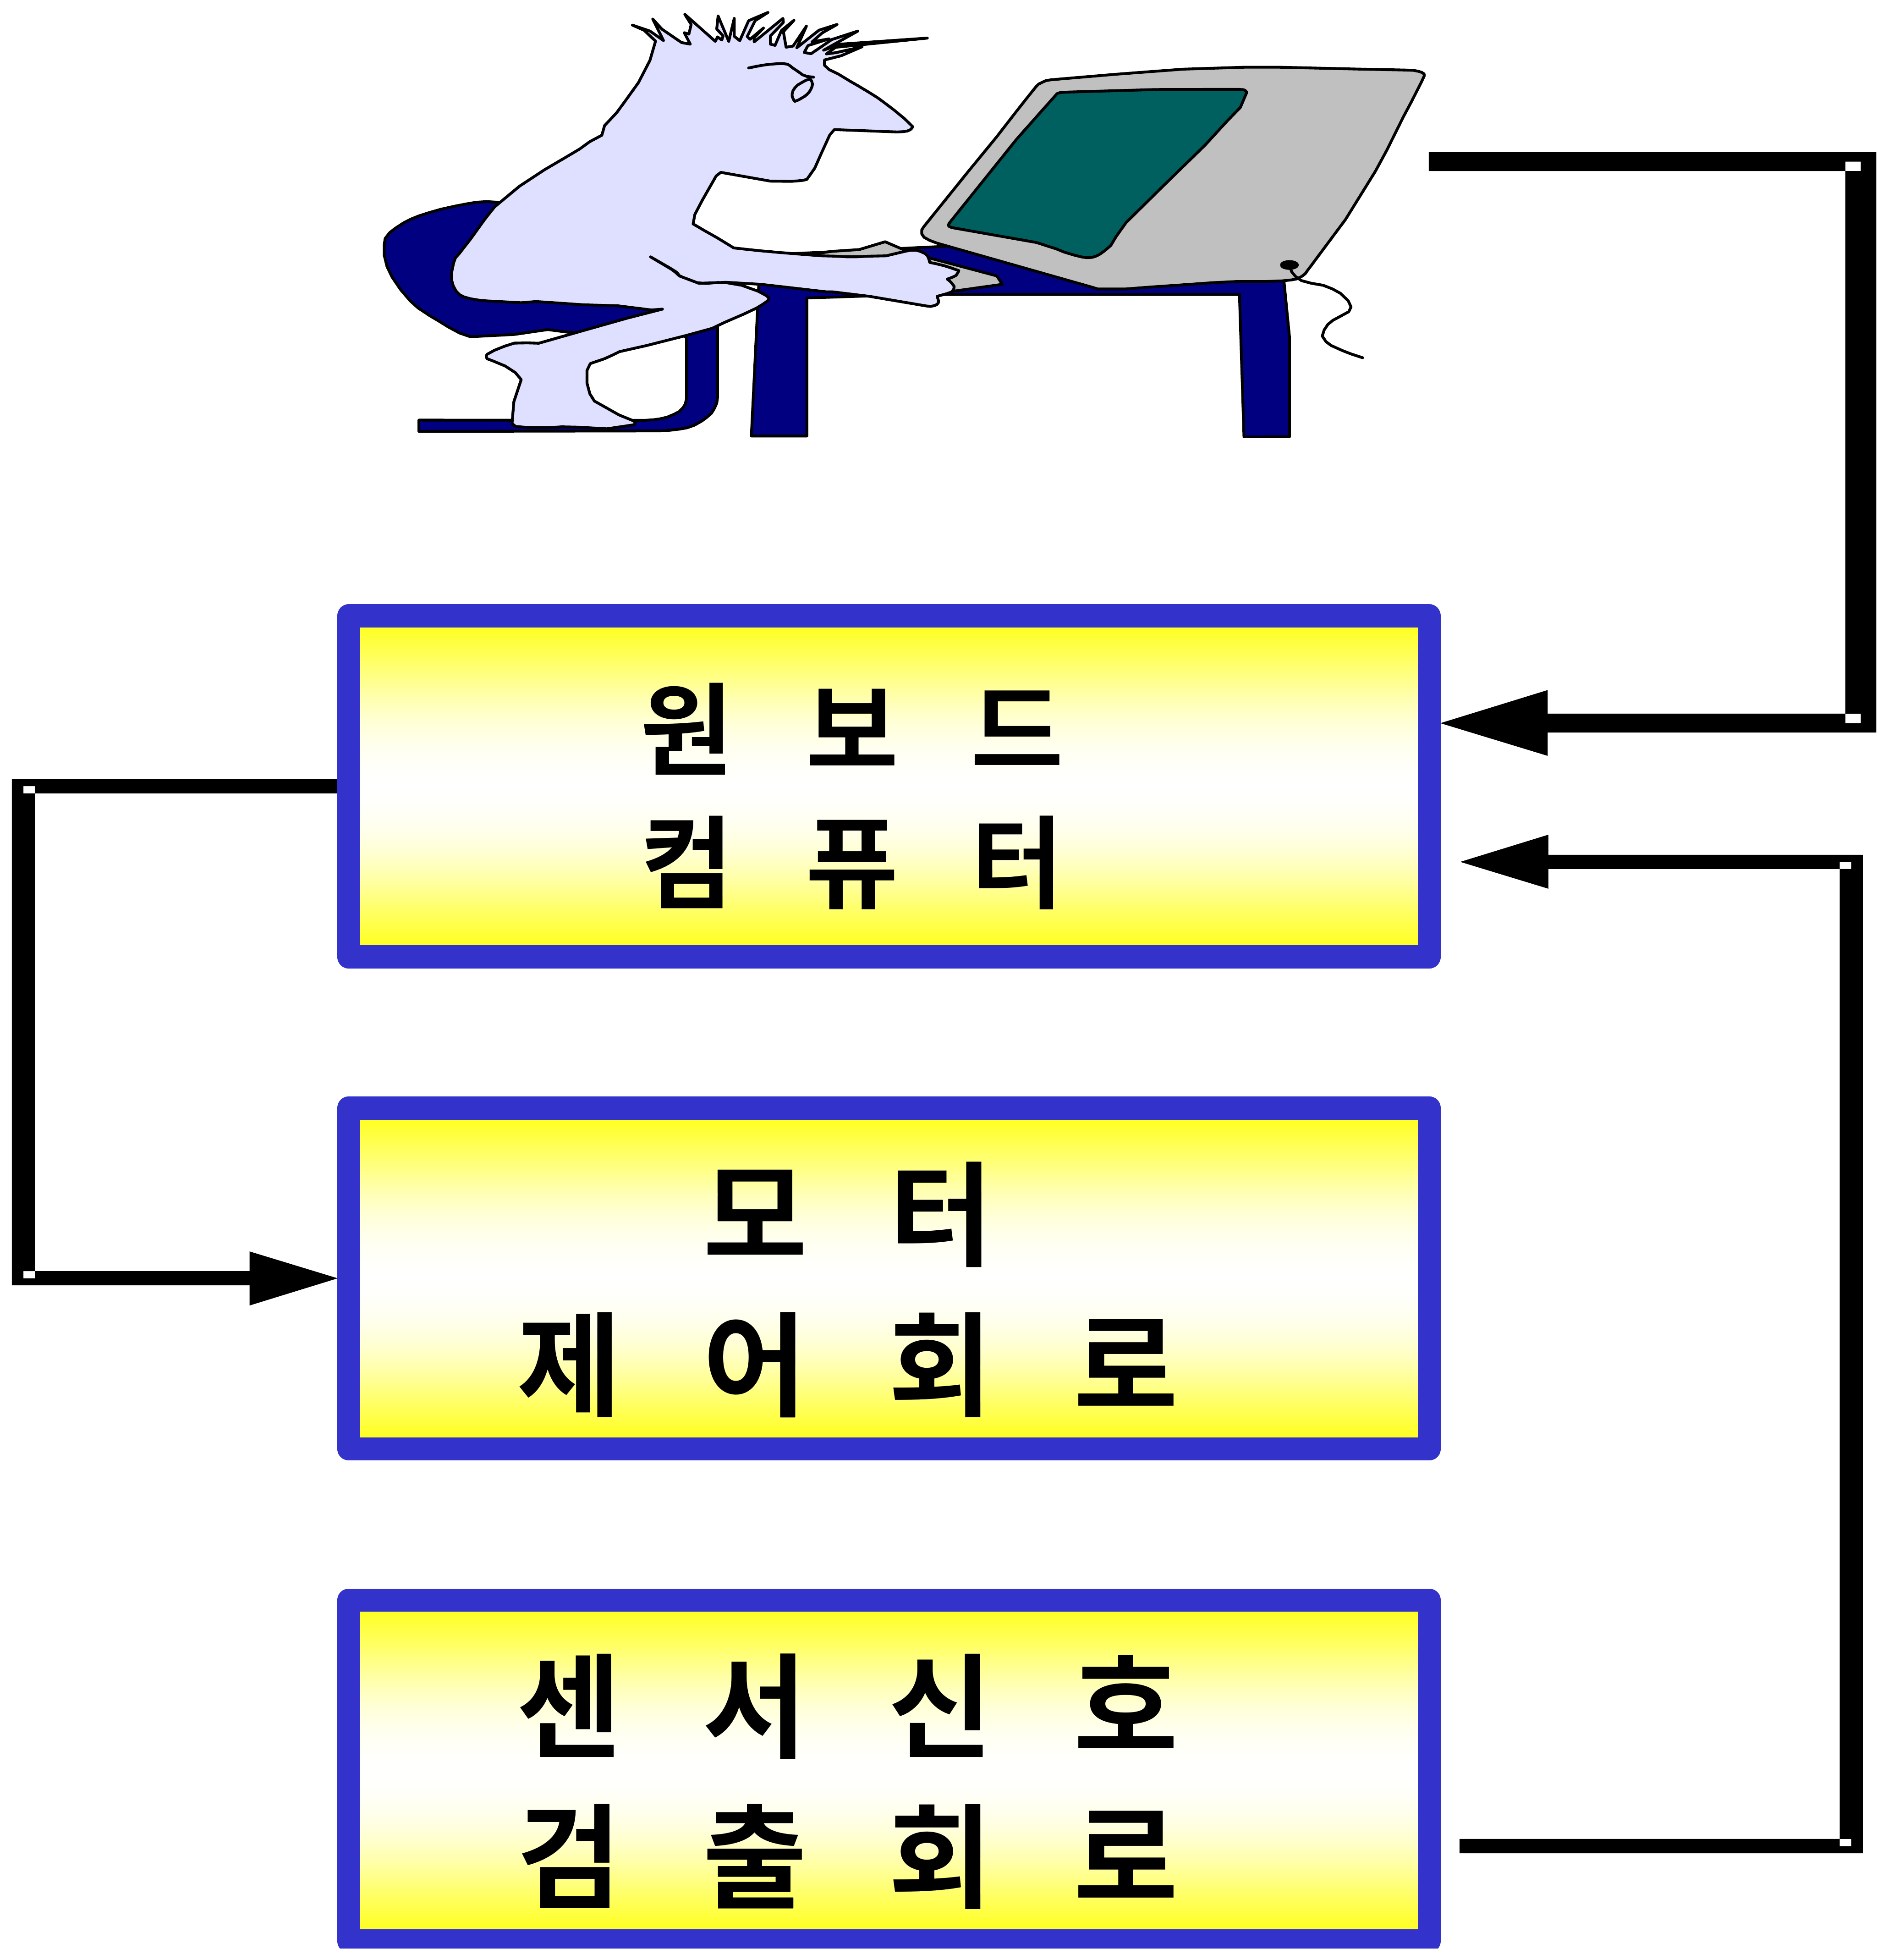 원 보 드
컴 퓨 터
모 터
제 어 회 로
센 서 신 호
검 출 회 로